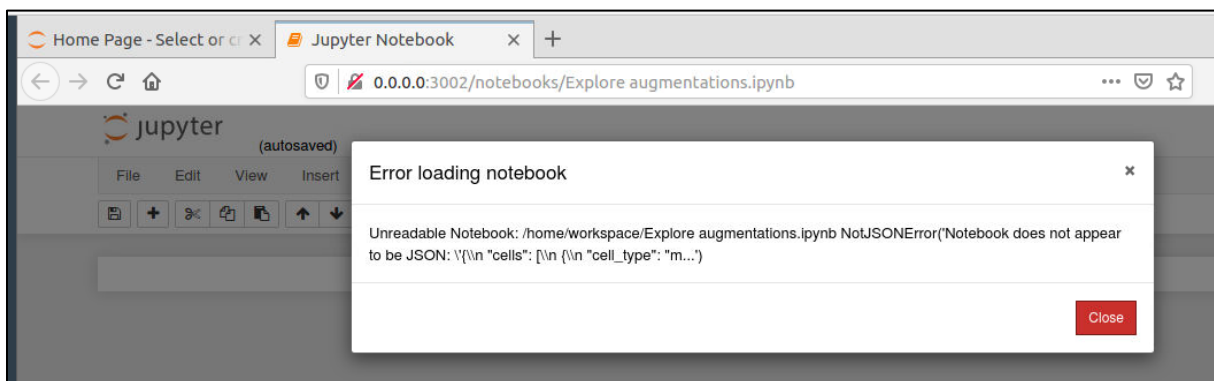 Home Page - Select or cr
Jupyter Notebook
0.0.0.0:3002/notebooks/Explore augmentations.ipynb
jupyter
(autosaved)
File Edit View Insert
Error loading notebook
Unreadable Notebook: /home/workspace/Explore augmentations.ipynb NotJSONError('Notebook does not appear
to be JSON: \'{\\n "cells": [\\n {\\n "cell_type": "m...')
Close